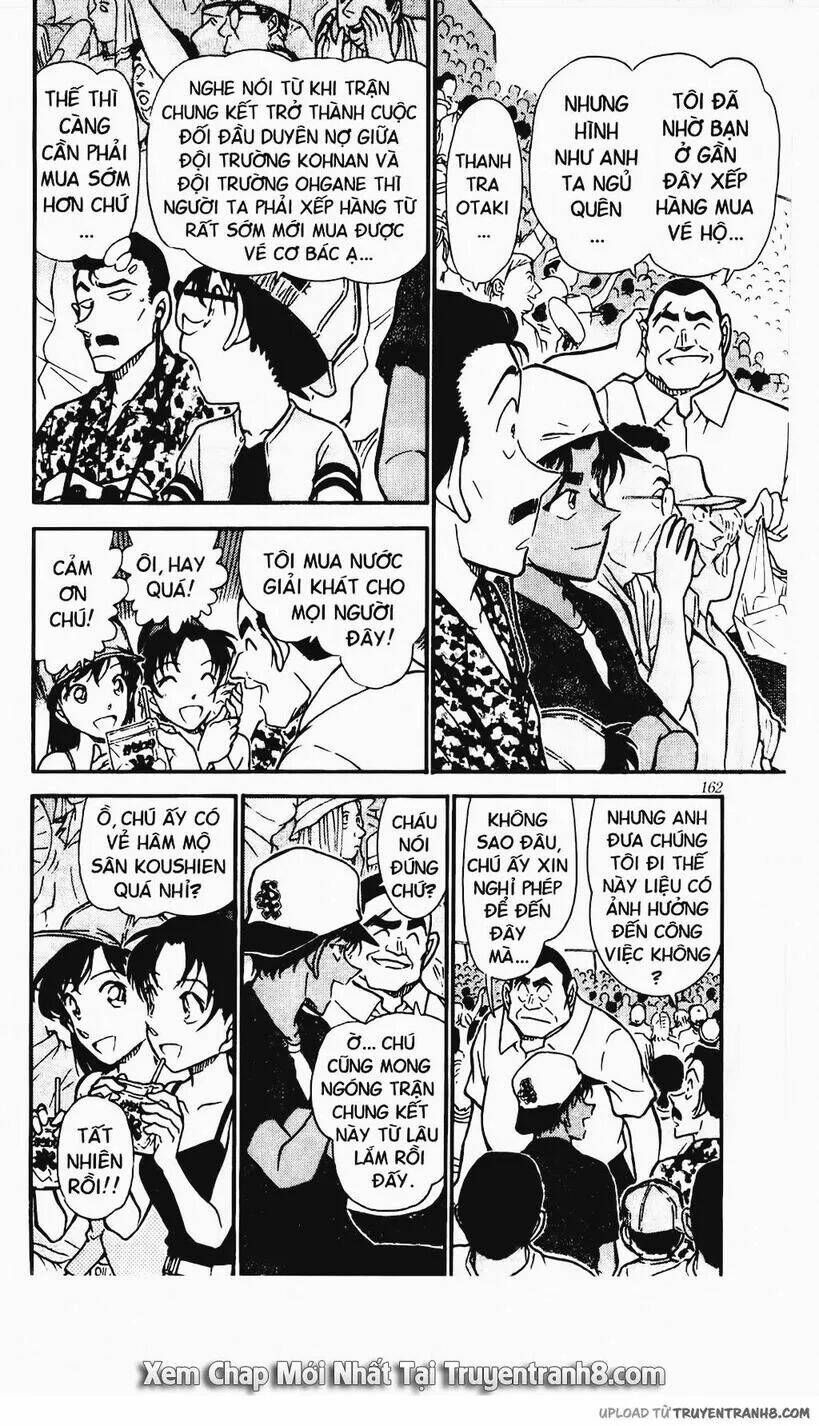 TÔI ĐÃ
NHỜ BẠN
Ở GẦN
ĐÂY XẾP
HÀNG MUA
VÉ HỘ...
NHƯNG
HÌNH
NHƯ ANH
TA NGỦ
QUÊN
...
THANH
TRA
OTAKI
...
NGHE NÓI TỪ KHI TRẬN
CHUNG KẾT TRỞ THÀNH CUỘC
ĐỐI ĐẦU DUYÊN NỢ GIỮA
ĐỘI TRƯỜNG KOHNAN VÀ
ĐỘI TRƯỜNG OHGANE THÌ
NGƯỜI TA PHẢI XẾP HÀNG TỪ
RẤT SỚM MỚI MUA ĐƯỢC
VÉ CƠ BÁC Ạ...
THẾ THÌ
CÀNG
CẦN PHẢI
MUA SỚM
HƠN CHỨ
...
TÔI MUA NƯỚC
GIẢI KHÁT CHO
MỌI NGƯỜI
ĐÂY!
ÔI, HAY
QUÁ!
CẢM
ƠN
CHÚ!
162
NHƯNG ANH
ĐƯA CHÚNG
TÔI ĐI THẾ
NÀY LIỆU CÓ
ẢNH HƯỞNG
ĐẾN CÔNG
VIỆC KHÔNG
?
KHÔNG
SAO ĐÂU,
CHÚ ẤY XIN
NGHỈ PHÉP
ĐỂ ĐẾN
ĐÂY
MÀ...
CHÁU
NÓI
ĐÚNG
CHỨ?
Ờ... CHÚ
CŨNG MONG
NGÓNG TRẬN
CHUNG KẾT
NÀY TỪ LÂU
LẮM RỒI
ĐẤY.
Ồ, CHÚ ẤY CÓ
VẺ HÂM MỘ
SÂN KOUSHIEN
QUÁ NHỈ?
TẤT
NHIÊN
RỒI!!
Xem Chap Mới Nhất Tại Truyentranh8.com
UPLOAD TỪ TRUYENTRANH8.COM